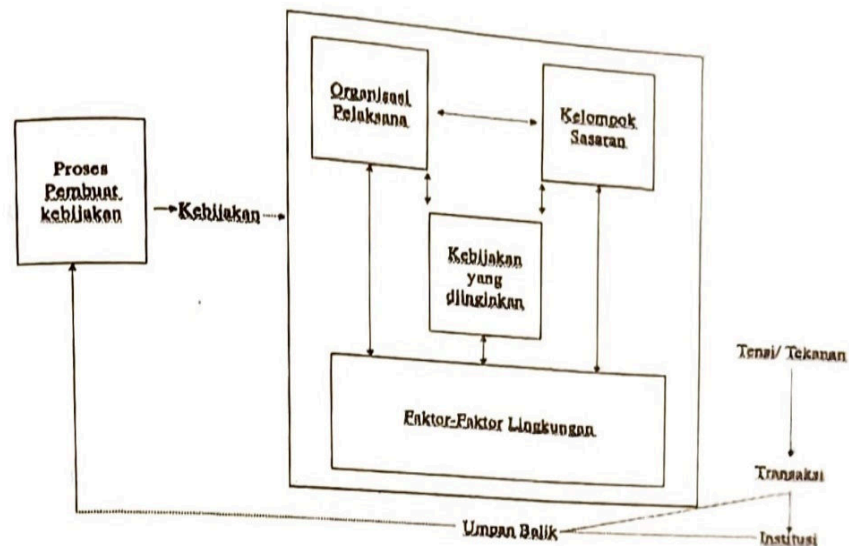 Organisasi
Pelaksana
Kelompok
Sasaran
Proses
Pembuat
kebijakan
Kebijakan
Kebijakan
yang
diinginkan
Tensi/ Tekanan
Faktor-Faktor Lingkungan
Transaksi
Umpan Balik
Institusi